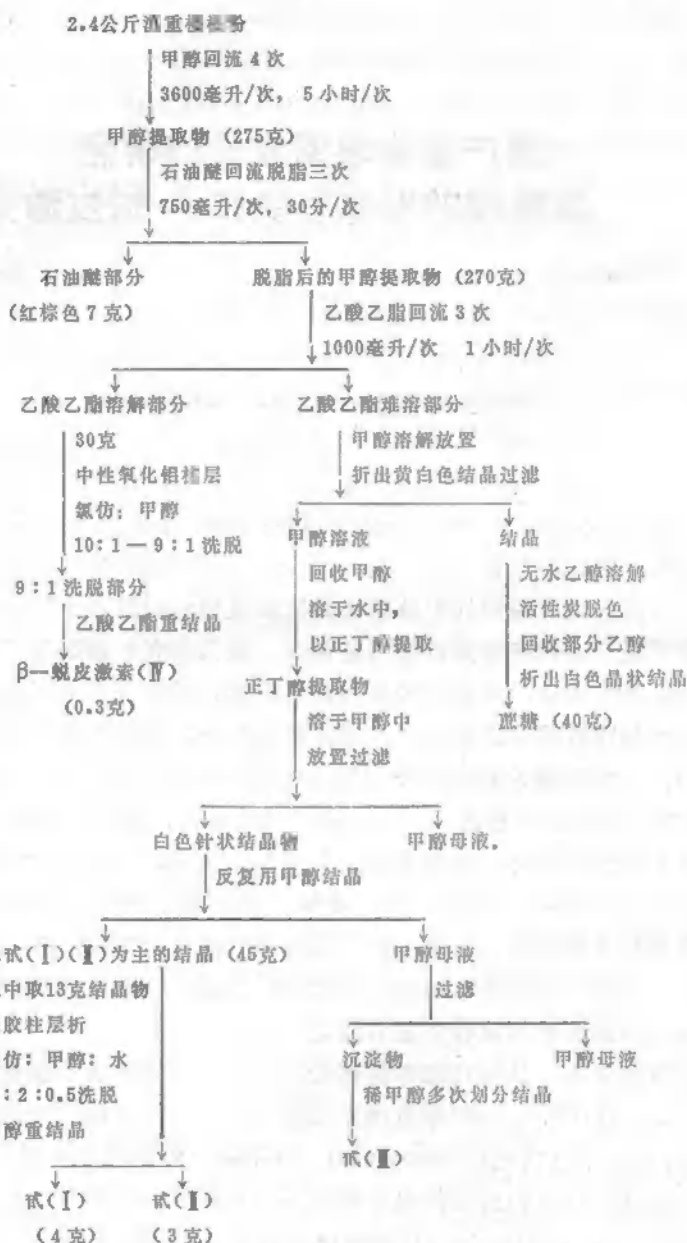 2.4公斤滇重楼根粉
甲醇回流4次
3600毫升/次，5小时/次
甲醇提取物（275克）
石油醚回流脱脂三次
750毫升/次，30分/次
石油醚部分
（红棕色7克）
脱脂后的甲醇提取物（270克）
乙酸乙脂回流3次
1000毫升/次 1小时/次
乙酸乙酯溶解部分
30克
中性氧化铝柱层
氯仿：甲醇
10：1—9：1洗脱
9：1洗脱部分
乙酸乙酯重结晶
β—蜕皮激素(Ⅳ)
（0.3克）
乙酸乙酯难溶部分
甲醇溶解放置
折出黄白色结晶过滤
甲醇溶液
回收甲醇
溶于水中，
以正丁醇提取
正丁醇提取物
溶于甲醇中
放置过滤
结晶
无水乙醇溶解
活性炭脱色
回收部分乙醇
折出白色晶状结晶
蔗糖（40克）
白色针状结晶物
反复用甲醇结晶
甲醇母液.
试(Ⅰ)(Ⅱ)为主的结晶（45克）
中取13克结晶物
胶柱层析
仿：甲醇：水
：2：0.5洗脱
醇重结晶
试(Ⅰ)
（4克）
试(Ⅱ)
（3克）
甲醇母液
过滤
沉淀物
稀甲醇多次划分结晶
试(Ⅲ)
甲醇母液